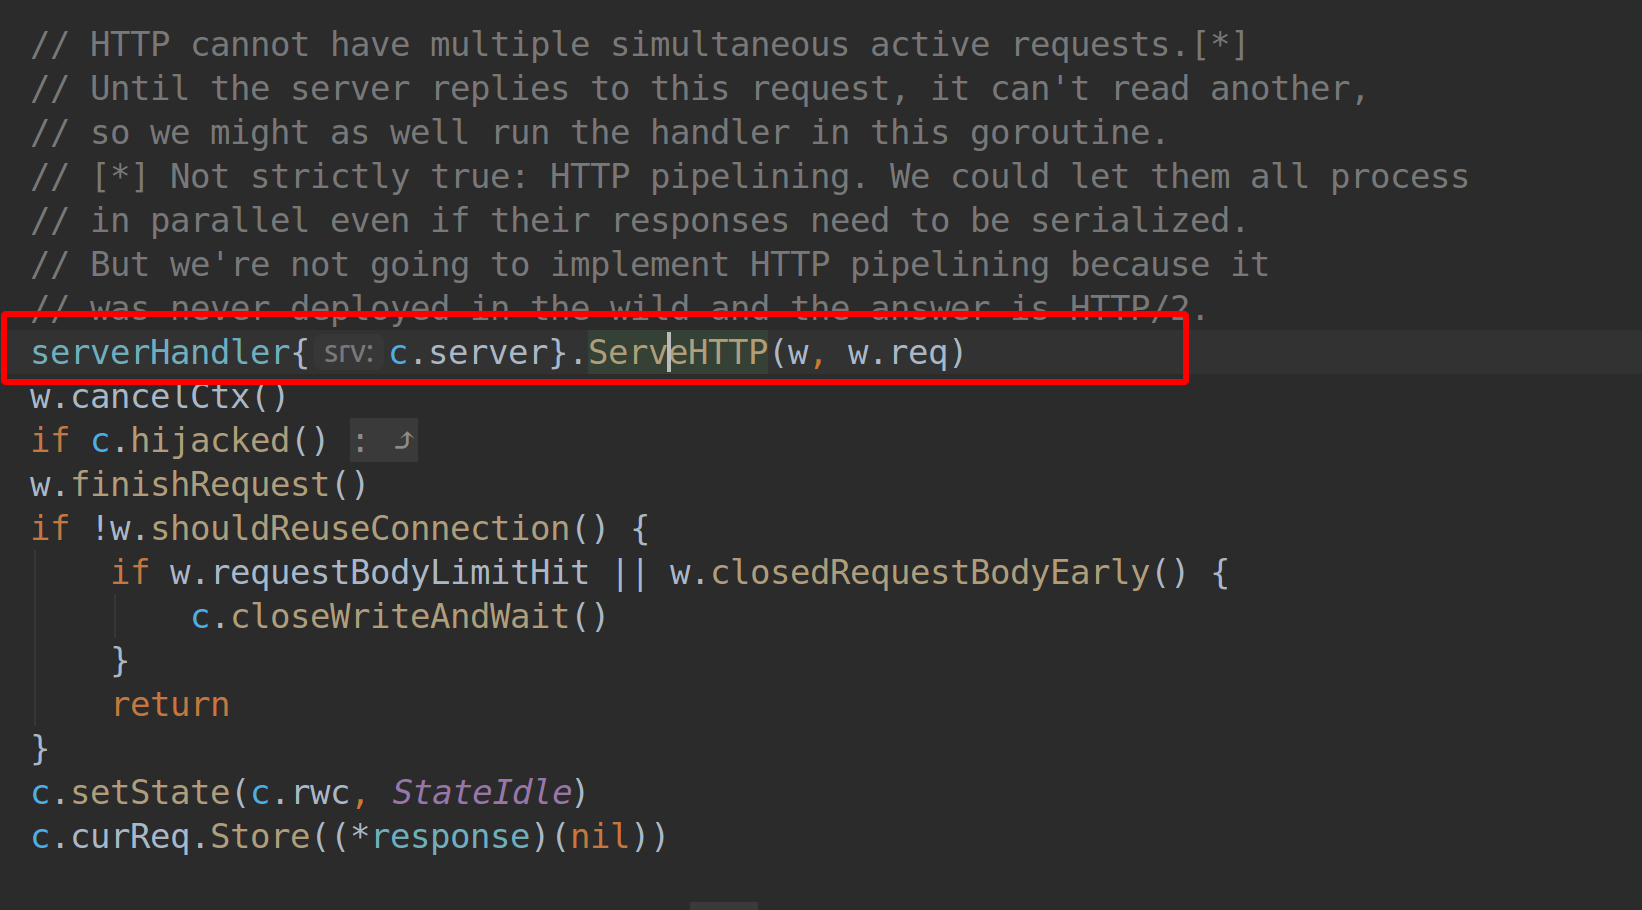 // HTTP cannot have multiple simultaneous active requests.[*]
// Until the server replies to this request, it can't read another,
// so we might as well run the handler in this goroutine.
// [*] Not strictly true: HTTP pipelining. We could let them all process
// in parallel even if their responses need to be serialized.
// But we're not going to implement HTTP pipelining because it
// was never deployed in the wild and the answer is HTTP/2.
serverHandler{ srv: c.server}.ServeHTTP(w, w.req)
w.cancelCtx()
if c.hijacked() : ⤴
w.finishRequest()
if !w.shouldReuseConnection() {
    if w.requestBodyLimitHit || w.closedRequestBodyEarly() {
        c.closeWriteAndWait()
    }
    return
}
c.setState(c.rwc, StateIdle)
c.curReq.Store((*response)(nil))